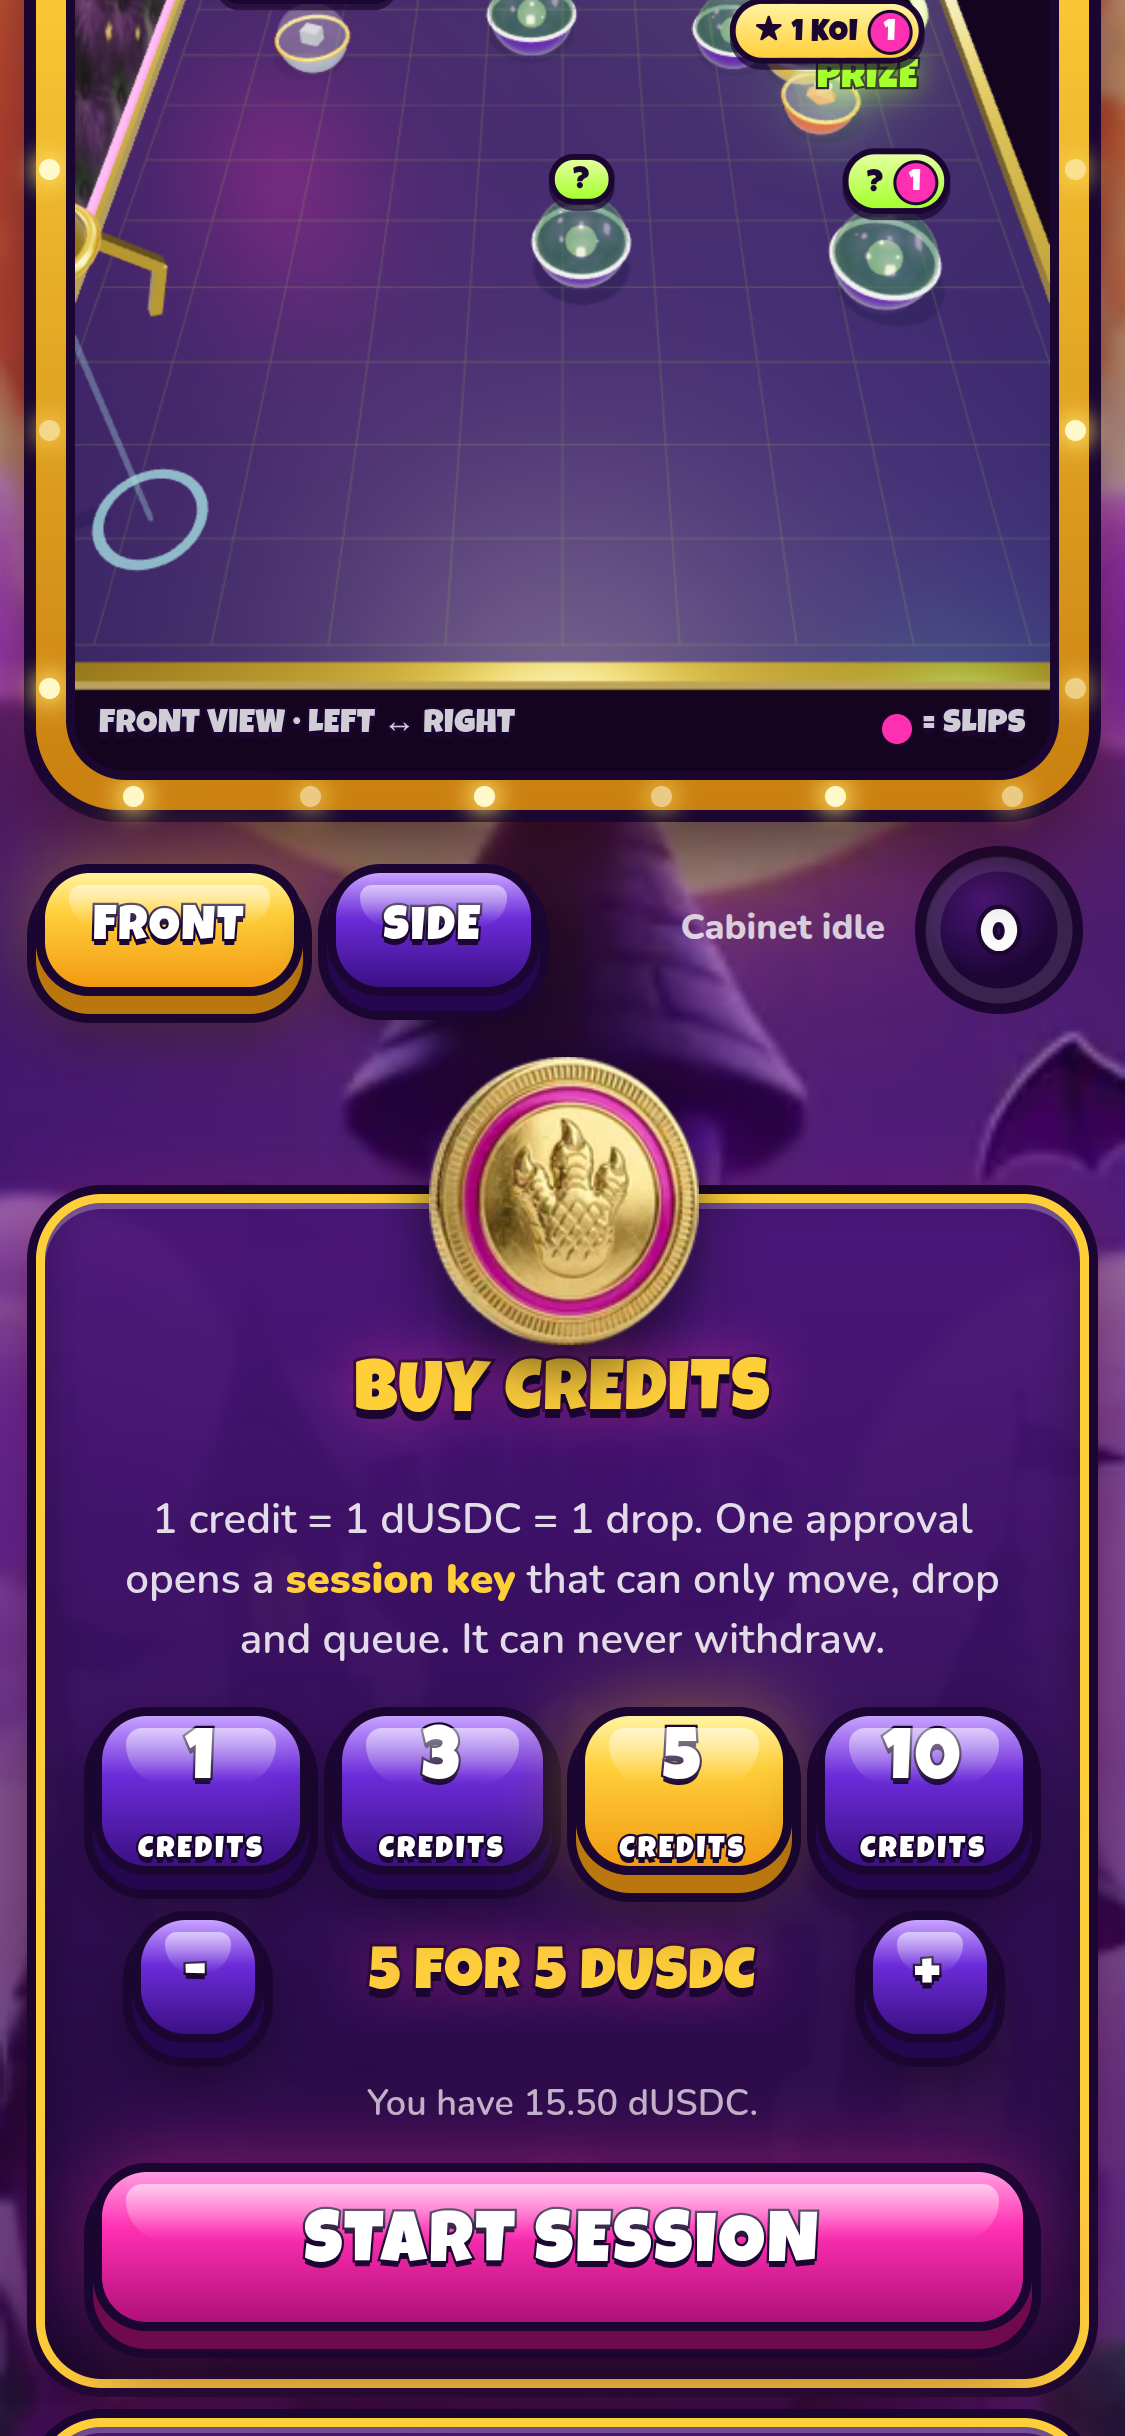 ★ 1 KOI 1
PRIZE
?
? 1
FRONT VIEW · LEFT ↔ RIGHT
= SLIPS
FRONT
SIDE
Cabinet idle
0
BUY CREDITS
1 credit = 1 dUSDC = 1 drop. One approval
opens a session key that can only move, drop
and queue. It can never withdraw.
1
CREDITS
3
CREDITS
5
CREDITS
10
CREDITS
-
5 FOR 5 DUSDC
+
You have 15.50 dUSDC.
START SESSION